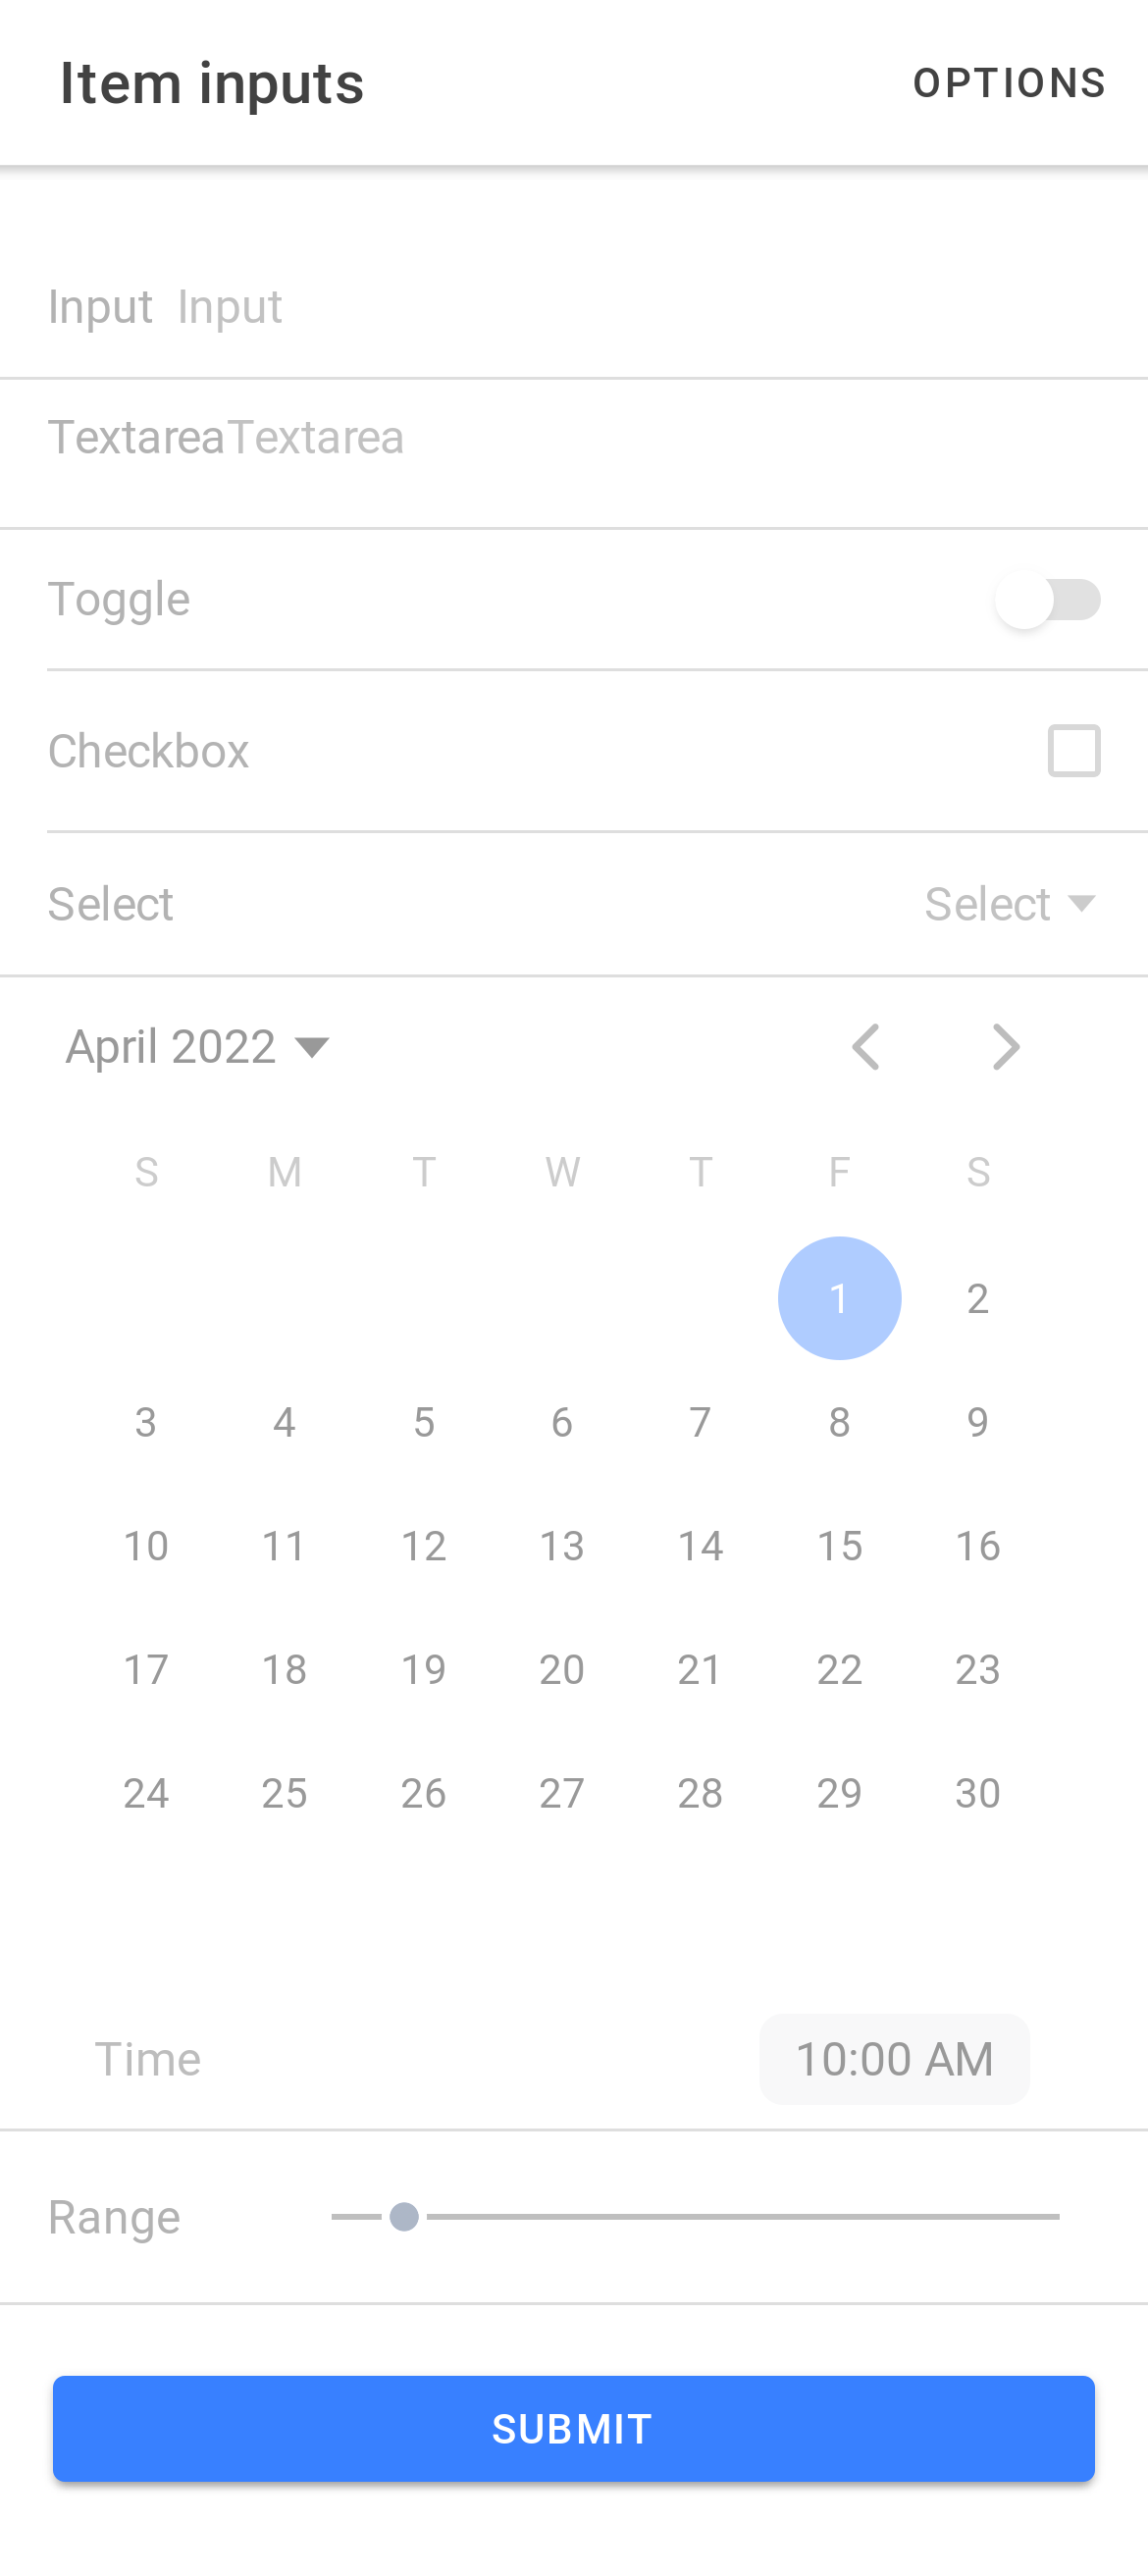 Item inputs OPTIONS
Input Input
Textarea Textarea
Toggle
Checkbox
Select Select
April 2022
S M T W T F S
1 2
3 4 5 6 7 8 9
10 11 12 13 14 15 16
17 18 19 20 21 22 23
24 25 26 27 28 29 30
Time 10:00 AM
Range
SUBMIT